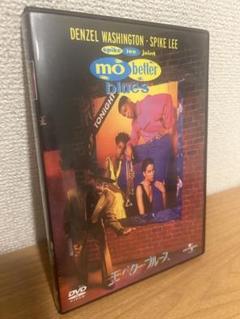 DENZEL WASHINGTON · SPIKE LEE
spike lee joint
mo' better
blues
TONIGHT
モ'ベター・ブルース
DVD